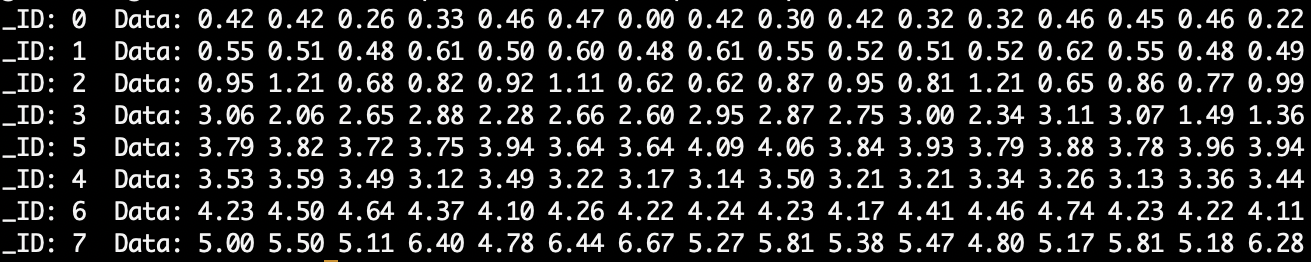 _ID: 0  Data: 0.42 0.42 0.26 0.33 0.46 0.47 0.00 0.42 0.30 0.42 0.32 0.32 0.46 0.45 0.46 0.22
_ID: 1  Data: 0.55 0.51 0.48 0.61 0.50 0.60 0.48 0.61 0.55 0.52 0.51 0.52 0.62 0.55 0.48 0.49
_ID: 2  Data: 0.95 1.21 0.68 0.82 0.92 1.11 0.62 0.62 0.87 0.95 0.81 1.21 0.65 0.86 0.77 0.99
_ID: 3  Data: 3.06 2.06 2.65 2.88 2.28 2.66 2.60 2.95 2.87 2.75 3.00 2.34 3.11 3.07 1.49 1.36
_ID: 5  Data: 3.79 3.82 3.72 3.75 3.94 3.64 3.64 4.09 4.06 3.84 3.93 3.79 3.88 3.78 3.96 3.94
_ID: 4  Data: 3.53 3.59 3.49 3.12 3.49 3.22 3.17 3.14 3.50 3.21 3.21 3.34 3.26 3.13 3.36 3.44
_ID: 6  Data: 4.23 4.50 4.64 4.37 4.10 4.26 4.22 4.24 4.23 4.17 4.41 4.46 4.74 4.23 4.22 4.11
_ID: 7  Data: 5.00 5.50 5.11 6.40 4.78 6.44 6.67 5.27 5.81 5.38 5.47 4.80 5.17 5.81 5.18 6.28